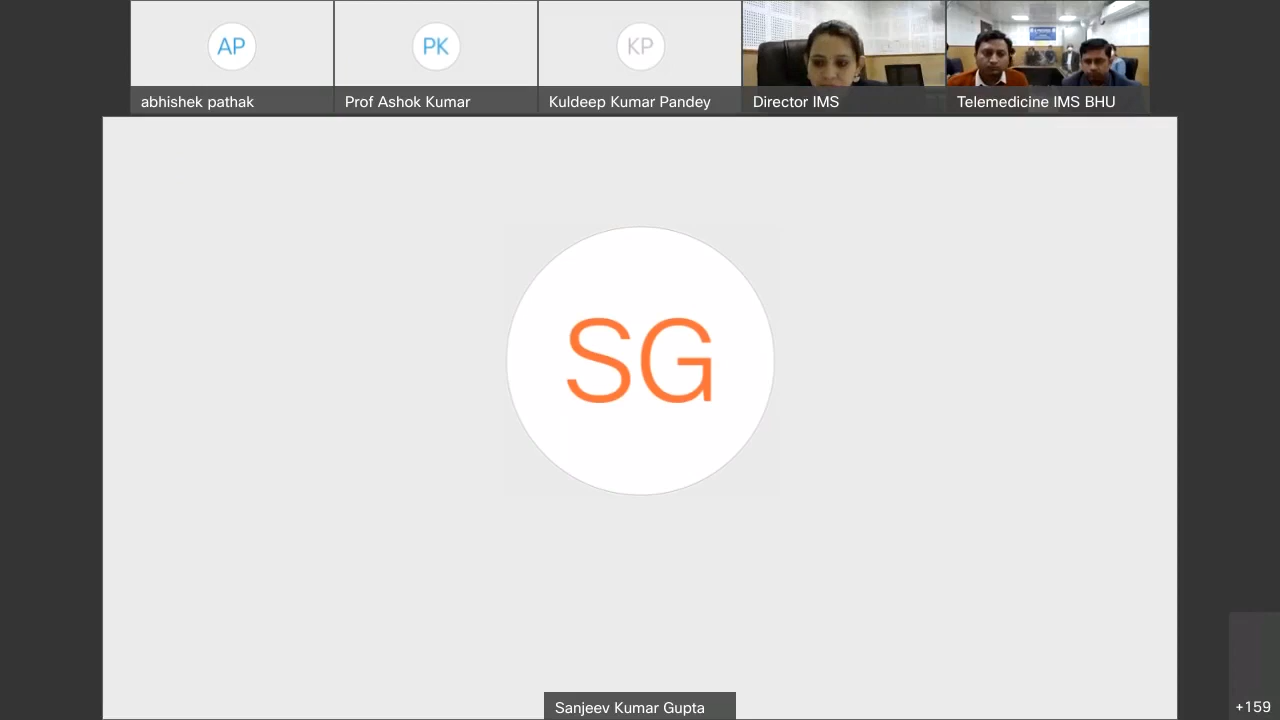 AP
PK
KP
abhishek pathak
Prof Ashok Kumar
Kuldeep Kumar Pandey
Director IMS
Telemedicine IMS BHU
SG
Sanjeev Kumar Gupta
+159